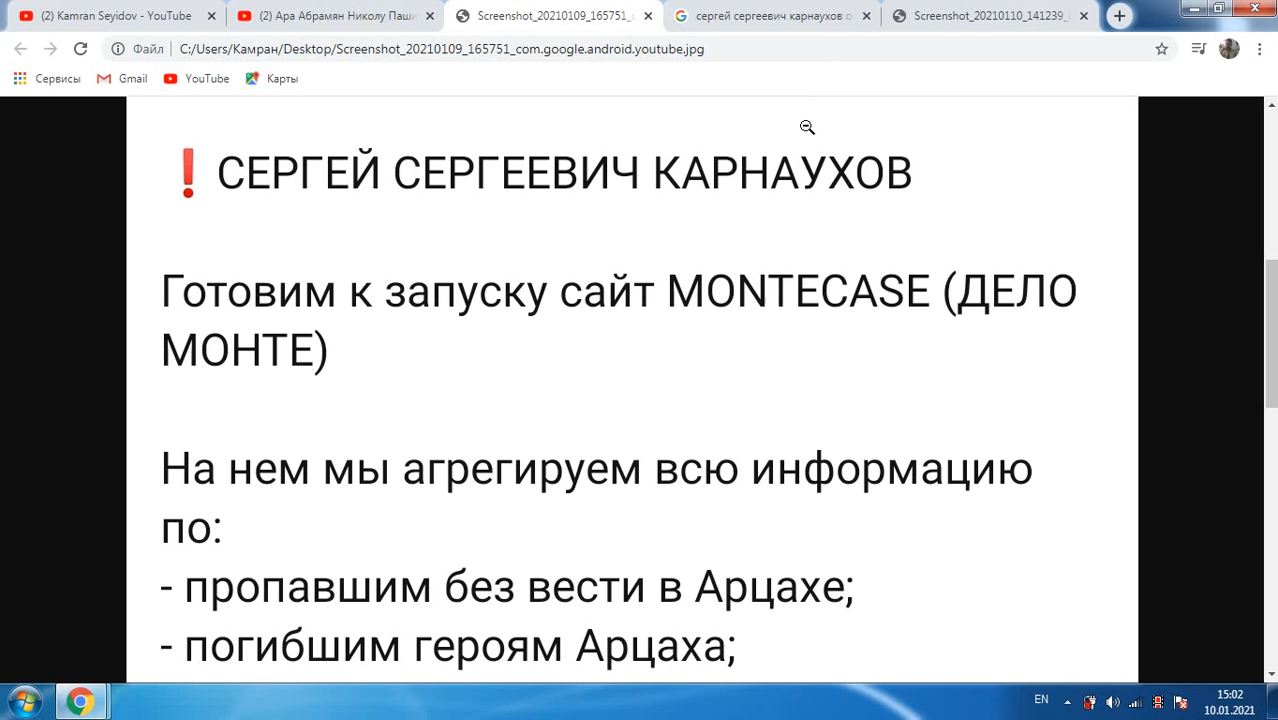 (2) Kamran Seyidov - YouTube
(2) Ара Абрамян Николу Паши
Screenshot_20210109_165751_c
сергей сергеевич карнаухов о
Screenshot_20210110_141239_c
Файл
C:/Users/Камран/Desktop/Screenshot_20210109_165751_com.google.android.youtube.jpg
Сервисы
Gmail
YouTube
Карты
❗СЕРГЕЙ СЕРГЕЕВИЧ КАРНАУХОВ
Готовим к запуску сайт MONTECASE (ДЕЛО
МОНТЕ)
На нем мы агрегируем всю информацию
по:
- пропавшим без вести в Арцахе;
- погибшим героям Арцаха;
EN
15:02
10.01.2021